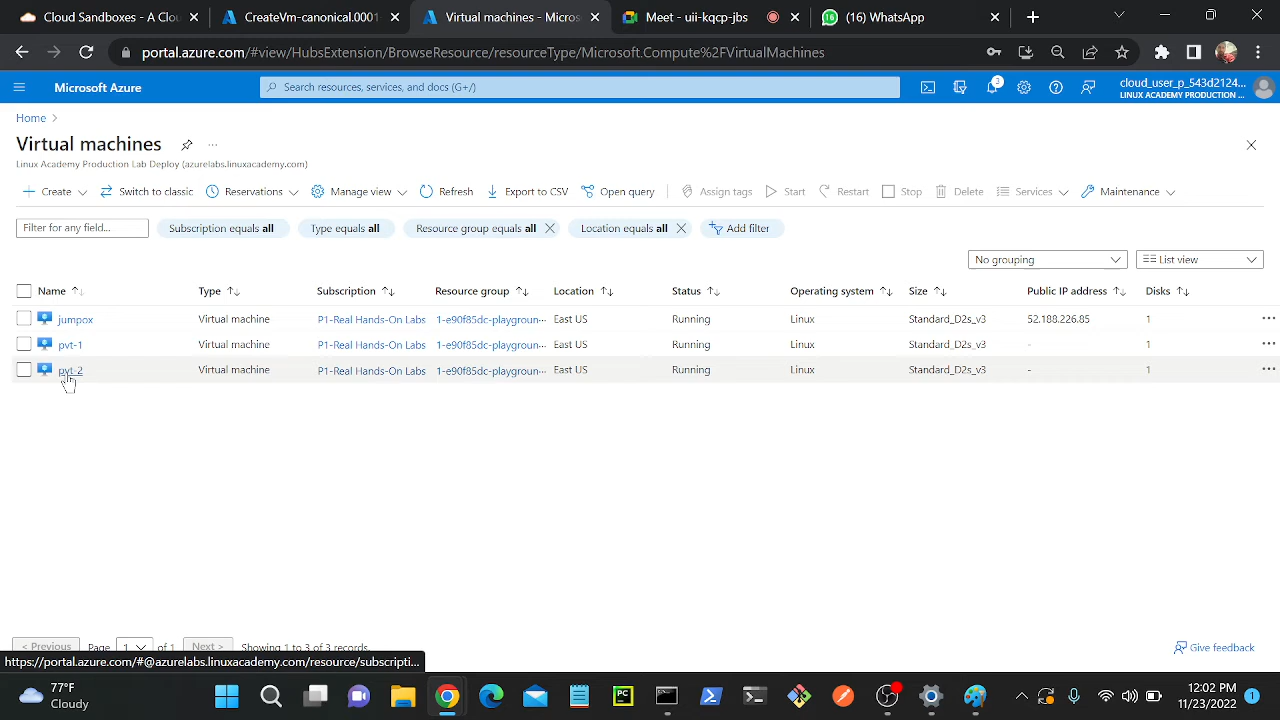 Cloud Sandboxes - A Clou
CreateVm-canonical.0001
Virtual machines - Micros
Meet - uii-kqrq-cbs
(16) WhatsApp
portal.azure.com/#view/HubsExtension/BrowseResource/resourceType/Microsoft.Compute%2FVirtualMachines
Microsoft Azure
Search resources, services, and docs (G+/)
3
cloud_user_p_543d2124...
LINUX ACADEMY PRODUCTION ...
Home >
Virtual machines
...
Linux Academy Production Lab Deploy (azurelabs.linuxacademy.com)
Create
Switch to classic
Reservations
Manage view
Refresh
Export to CSV
Open query
Assign tags
Start
Restart
Stop
Delete
Services
Maintenance
Filter for any field...
Subscription equals all
Type equals all
Resource group equals all
Location equals all
Add filter
No grouping
List view
Name
Type
Subscription
Resource group
Location
Status
Operating system
Size
Public IP address
Disks
jumpox Virtual machine P1-Real Hands-On Labs 1-e90f85dc-playgroun... East US Running Linux Standard_D2s_v3 52.188.226.85 1 ...
pvt-1 Virtual machine P1-Real Hands-On Labs 1-e90f85dc-playgroun... East US Running Linux Standard_D2s_v3 - 1 ...
pvt-2 Virtual machine P1-Real Hands-On Labs 1-e90f85dc-playgroun... East US Running Linux Standard_D2s_v3 - 1 ...
< Previous Page 1 of 1 Next > Showing 1 to 3 of 3 records.
Give feedback
https://portal.azure.com/#@azurelabs.linuxacademy.com/resource/subscripti...
77°F
Cloudy
PC
12:02 PM
11/23/2022
1